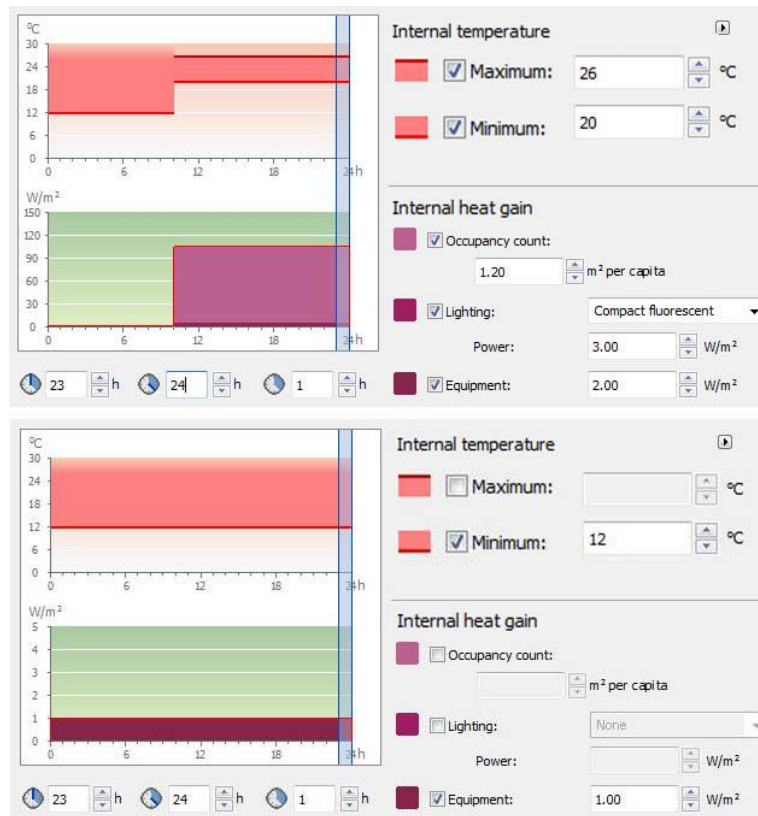 °C
30
24
18
12
6
0
0 6 12 18 24h
W/m²
150
120
90
60
30
0
0 6 12 18 24h
23 h 24 h 1 h
Internal temperature
Maximum: 26 °C
Minimum: 20 °C
Internal heat gain
Occupancy count:
1.20 m² per capita
Lighting: Compact fluorescent
Power: 3.00 W/m²
Equipment: 2.00 W/m²
°C
30
24
18
12
6
0
0 6 12 18 24h
W/m²
5
4
3
2
1
0
0 6 12 18 24h
23 h 24 h 1 h
Internal temperature
Maximum: °C
Minimum: 12 °C
Internal heat gain
Occupancy count:
m² per capita
Lighting: None
Power: W/m²
Equipment: 1.00 W/m²